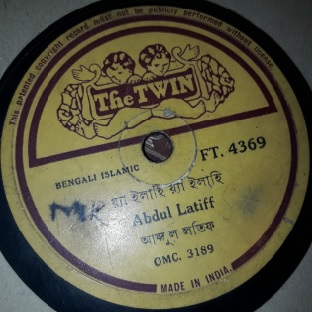 This patented copyright record must not be publicly performed without license.
The TWIN
FT. 4369
BENGALI ISLAMIC
য়্যা ইলাহি য়্যা ইলাহি
Abdul Latiff
আব্দুল লতিফ
OMC. 3189
MADE IN INDIA.